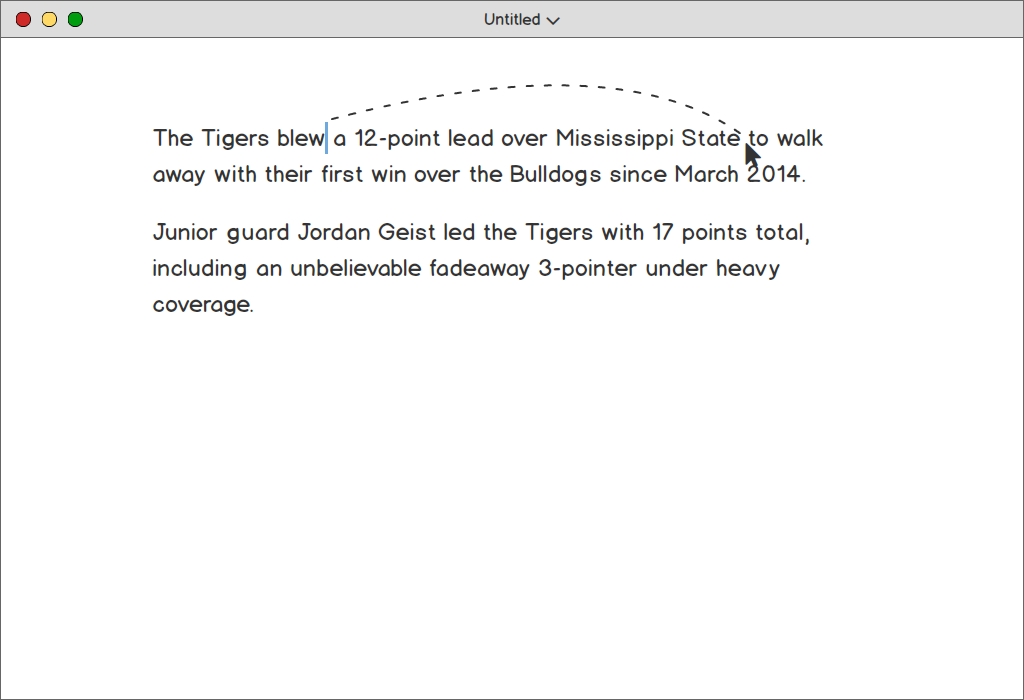 Untitled
The Tigers blew a 12-point lead over Mississippi State to walk
away with their first win over the Bulldogs since March 2014.
Junior guard Jordan Geist led the Tigers with 17 points total,
including an unbelievable fadeaway 3-pointer under heavy
coverage.